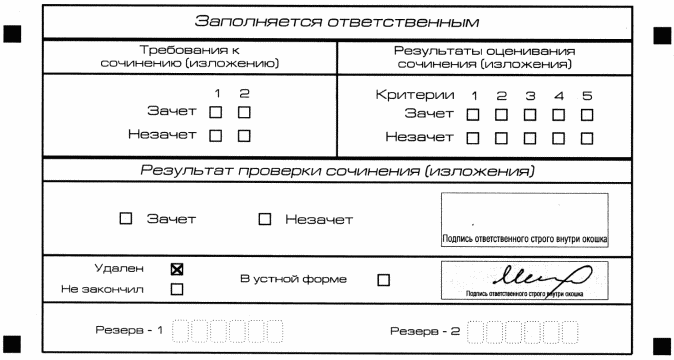 Заполняется ответственным
Требования к сочинению (изложению)
Результаты оценивания сочинения (изложения)
1 2
Зачет
Незачет
Критерии 1 2 3 4 5
Зачет
Незачет
Результат проверки сочинения (изложения)
Зачет Незачет
Подпись ответственного строго внутри окошка
Удален
Не закончил
В устной форме
Подпись ответственного строго внутри окошка
Резерв - 1 Резерв - 2